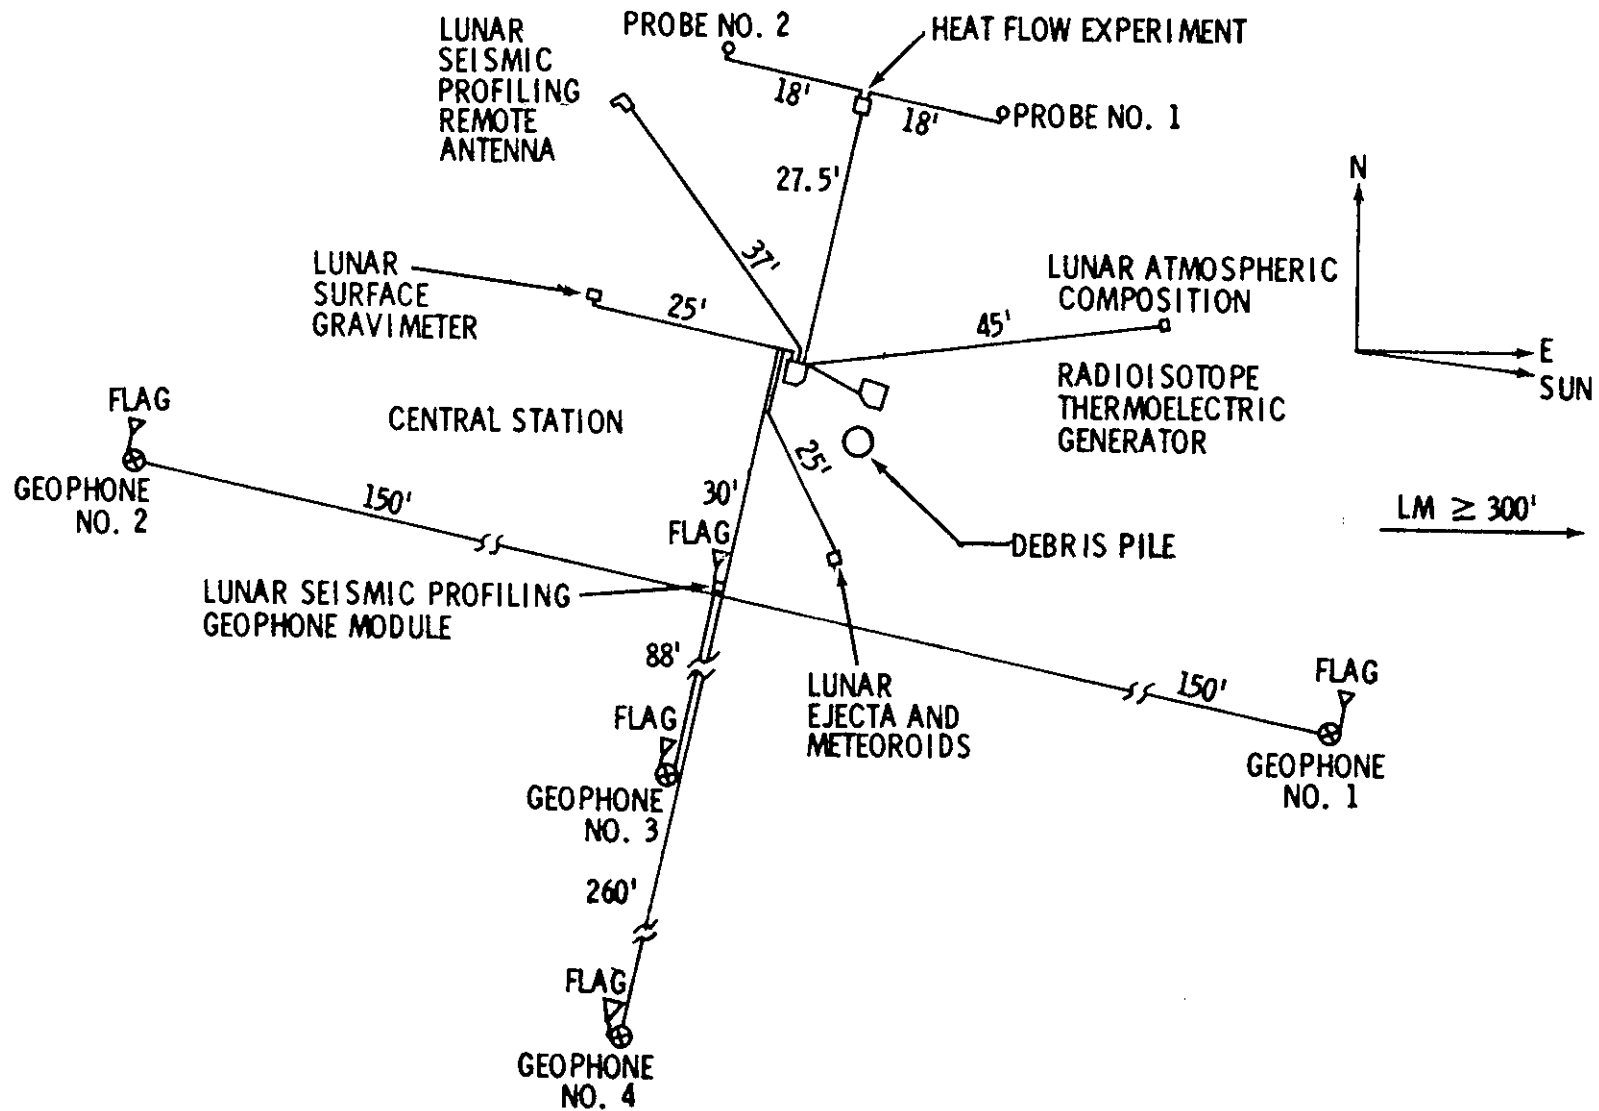 LUNAR
SEISMIC
PROFILING
REMOTE
ANTENNA
PROBE NO. 2
HEAT FLOW EXPERIMENT
18'
18'
PROBE NO. 1
27.5'
N
37'
LUNAR
SURFACE
GRAVIMETER
25'
LUNAR ATMOSPHERIC
COMPOSITION
45'
E
SUN
RADIOISOTOPE
THERMOELECTRIC
GENERATOR
FLAG
CENTRAL STATION
25'
GEOPHONE
NO. 2
150'
30'
FLAG
LM ≥ 300'
DEBRIS PILE
LUNAR SEISMIC PROFILING
GEOPHONE MODULE
88'
LUNAR
EJECTA AND
METEOROIDS
150'
FLAG
FLAG
GEOPHONE
NO. 1
GEOPHONE
NO. 3
260'
FLAG
GEOPHONE
NO. 4